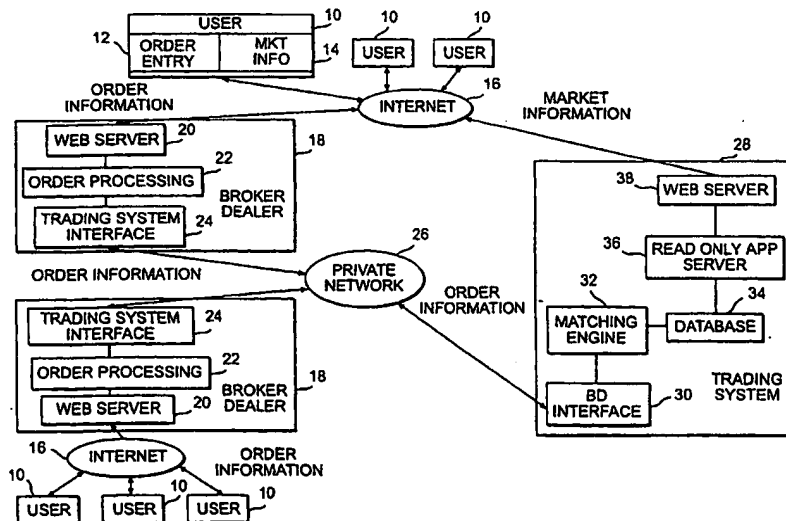 USER
10
12
ORDER ENTRY
MKT INFO
14
10
USER
10
USER
ORDER INFORMATION
INTERNET
16
MARKET INFORMATION
WEB SERVER
20
18
ORDER PROCESSING
22
BROKER DEALER
TRADING SYSTEM INTERFACE
24
28
38
WEB SERVER
36
READ ONLY APP SERVER
ORDER INFORMATION
26
PRIVATE NETWORK
ORDER INFORMATION
32
MATCHING ENGINE
34
DATABASE
TRADING SYSTEM
BD INTERFACE
30
TRADING SYSTEM INTERFACE
24
ORDER PROCESSING
22
18
BROKER DEALER
WEB SERVER
20
16
INTERNET
ORDER INFORMATION
10
USER
10
USER
10
USER